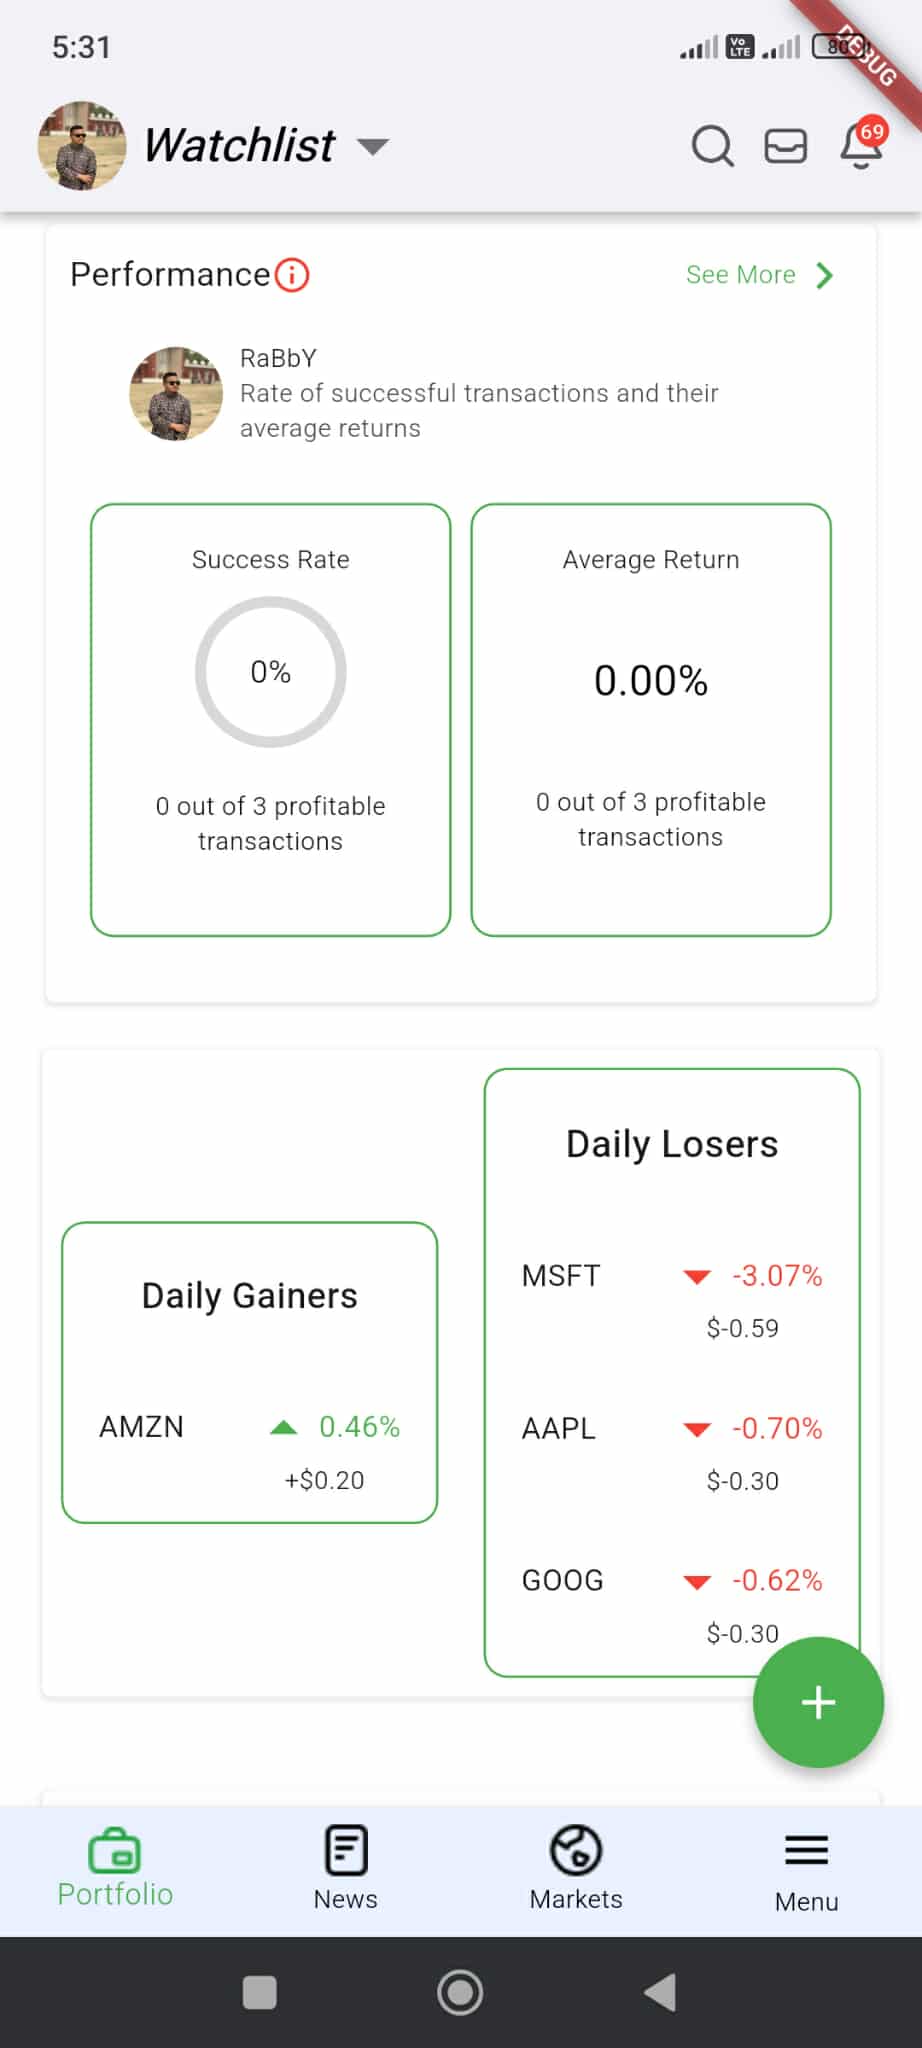 5:31
Vo
LTE
80
DEBUG
Watchlist
69
Performance
See More
RaBbY
Rate of successful transactions and their
average returns
Success Rate
0%
0 out of 3 profitable
transactions
Average Return
0.00%
0 out of 3 profitable
transactions
Daily Gainers
AMZN
0.46%
+$0.20
Daily Losers
MSFT
-3.07%
$-0.59
AAPL
-0.70%
$-0.30
GOOG
-0.62%
$-0.30
+
Portfolio
News
Markets
Menu